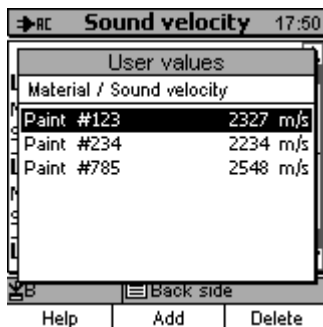 AC Sound velocity 17:50
User values
Material / Sound velocity
Paint #123 2327 m/s
Paint #234 2234 m/s
Paint #785 2548 m/s
B Back side
Help Add Delete